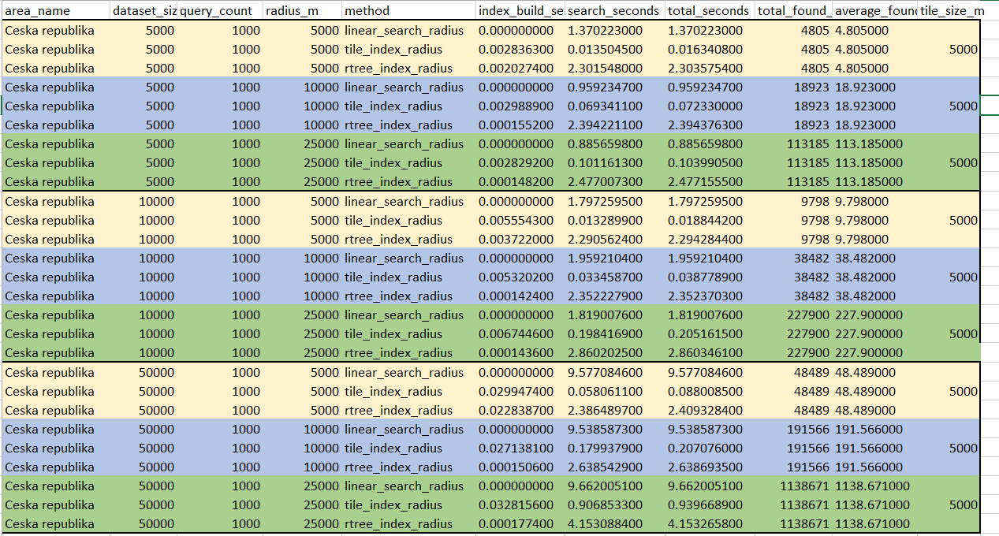 area_name dataset_siz query_count radius_m method index_build_se search_seconds total_seconds total_found_ average_found tile_size_m
Ceska republika 5000 1000 5000 linear_search_radius 0.000000000 1.370223000 1.370223000 4805 4.805000
Ceska republika 5000 1000 5000 tile_index_radius 0.002836300 0.013504500 0.016340800 4805 4.805000 5000
Ceska republika 5000 1000 5000 rtree_index_radius 0.002027400 2.301548000 2.303575400 4805 4.805000
Ceska republika 5000 1000 10000 linear_search_radius 0.000000000 0.959234700 0.959234700 18923 18.923000
Ceska republika 5000 1000 10000 tile_index_radius 0.002988900 0.069341100 0.072330000 18923 18.923000 5000
Ceska republika 5000 1000 10000 rtree_index_radius 0.000155200 2.394221100 2.394376300 18923 18.923000
Ceska republika 5000 1000 25000 linear_search_radius 0.000000000 0.885659800 0.885659800 113185 113.185000
Ceska republika 5000 1000 25000 tile_index_radius 0.002829200 0.101161300 0.103990500 113185 113.185000 5000
Ceska republika 5000 1000 25000 rtree_index_radius 0.000148200 2.477007300 2.477155500 113185 113.185000
Ceska republika 10000 1000 5000 linear_search_radius 0.000000000 1.797259500 1.797259500 9798 9.798000
Ceska republika 10000 1000 5000 tile_index_radius 0.005554300 0.013289900 0.018844200 9798 9.798000 5000
Ceska republika 10000 1000 5000 rtree_index_radius 0.003722000 2.290562400 2.294284400 9798 9.798000
Ceska republika 10000 1000 10000 linear_search_radius 0.000000000 1.959210400 1.959210400 38482 38.482000
Ceska republika 10000 1000 10000 tile_index_radius 0.005320200 0.033458700 0.038778900 38482 38.482000 5000
Ceska republika 10000 1000 10000 rtree_index_radius 0.000142400 2.352227900 2.352370300 38482 38.482000
Ceska republika 10000 1000 25000 linear_search_radius 0.000000000 1.819007600 1.819007600 227900 227.900000
Ceska republika 10000 1000 25000 tile_index_radius 0.006744600 0.198416900 0.205161500 227900 227.900000 5000
Ceska republika 10000 1000 25000 rtree_index_radius 0.000143600 2.860202500 2.860346100 227900 227.900000
Ceska republika 50000 1000 5000 linear_search_radius 0.000000000 9.577084600 9.577084600 48489 48.489000
Ceska republika 50000 1000 5000 tile_index_radius 0.029947400 0.058061100 0.088008500 48489 48.489000 5000
Ceska republika 50000 1000 5000 rtree_index_radius 0.022838700 2.386489700 2.409328400 48489 48.489000
Ceska republika 50000 1000 10000 linear_search_radius 0.000000000 9.538587300 9.538587300 191566 191.566000
Ceska republika 50000 1000 10000 tile_index_radius 0.027138100 0.179937900 0.207076000 191566 191.566000 5000
Ceska republika 50000 1000 10000 rtree_index_radius 0.000150600 2.638542900 2.638693500 191566 191.566000
Ceska republika 50000 1000 25000 linear_search_radius 0.000000000 9.662005100 9.662005100 1138671 1138.671000
Ceska republika 50000 1000 25000 tile_index_radius 0.032815600 0.906853300 0.939668900 1138671 1138.671000 5000
Ceska republika 50000 1000 25000 rtree_index_radius 0.000177400 4.153088400 4.153265800 1138671 1138.671000